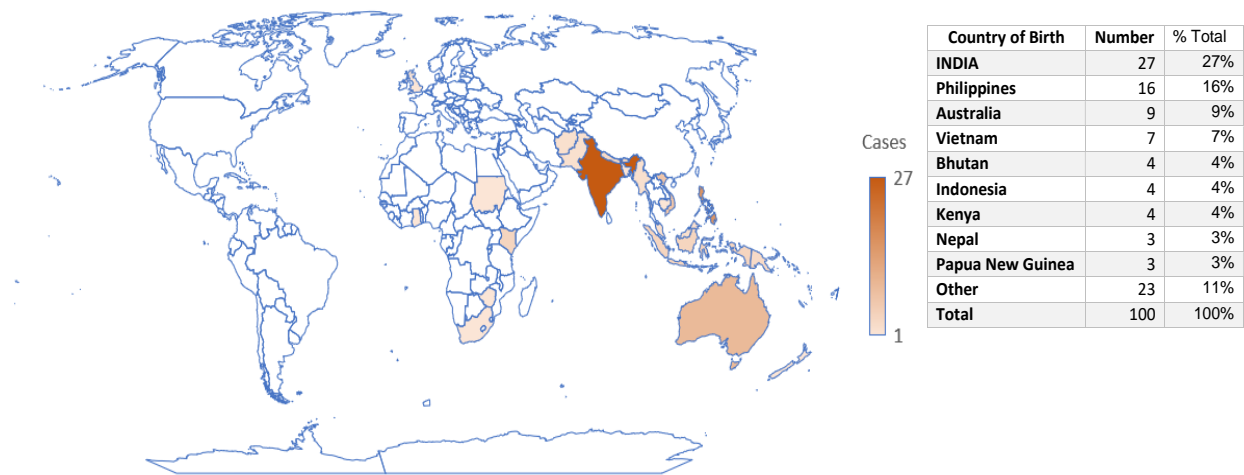 Cases
27
1
Country of Birth Number % Total
INDIA 27 27%
Philippines 16 16%
Australia 9 9%
Vietnam 7 7%
Bhutan 4 4%
Indonesia 4 4%
Kenya 4 4%
Nepal 3 3%
Papua New Guinea 3 3%
Other 23 11%
Total 100 100%